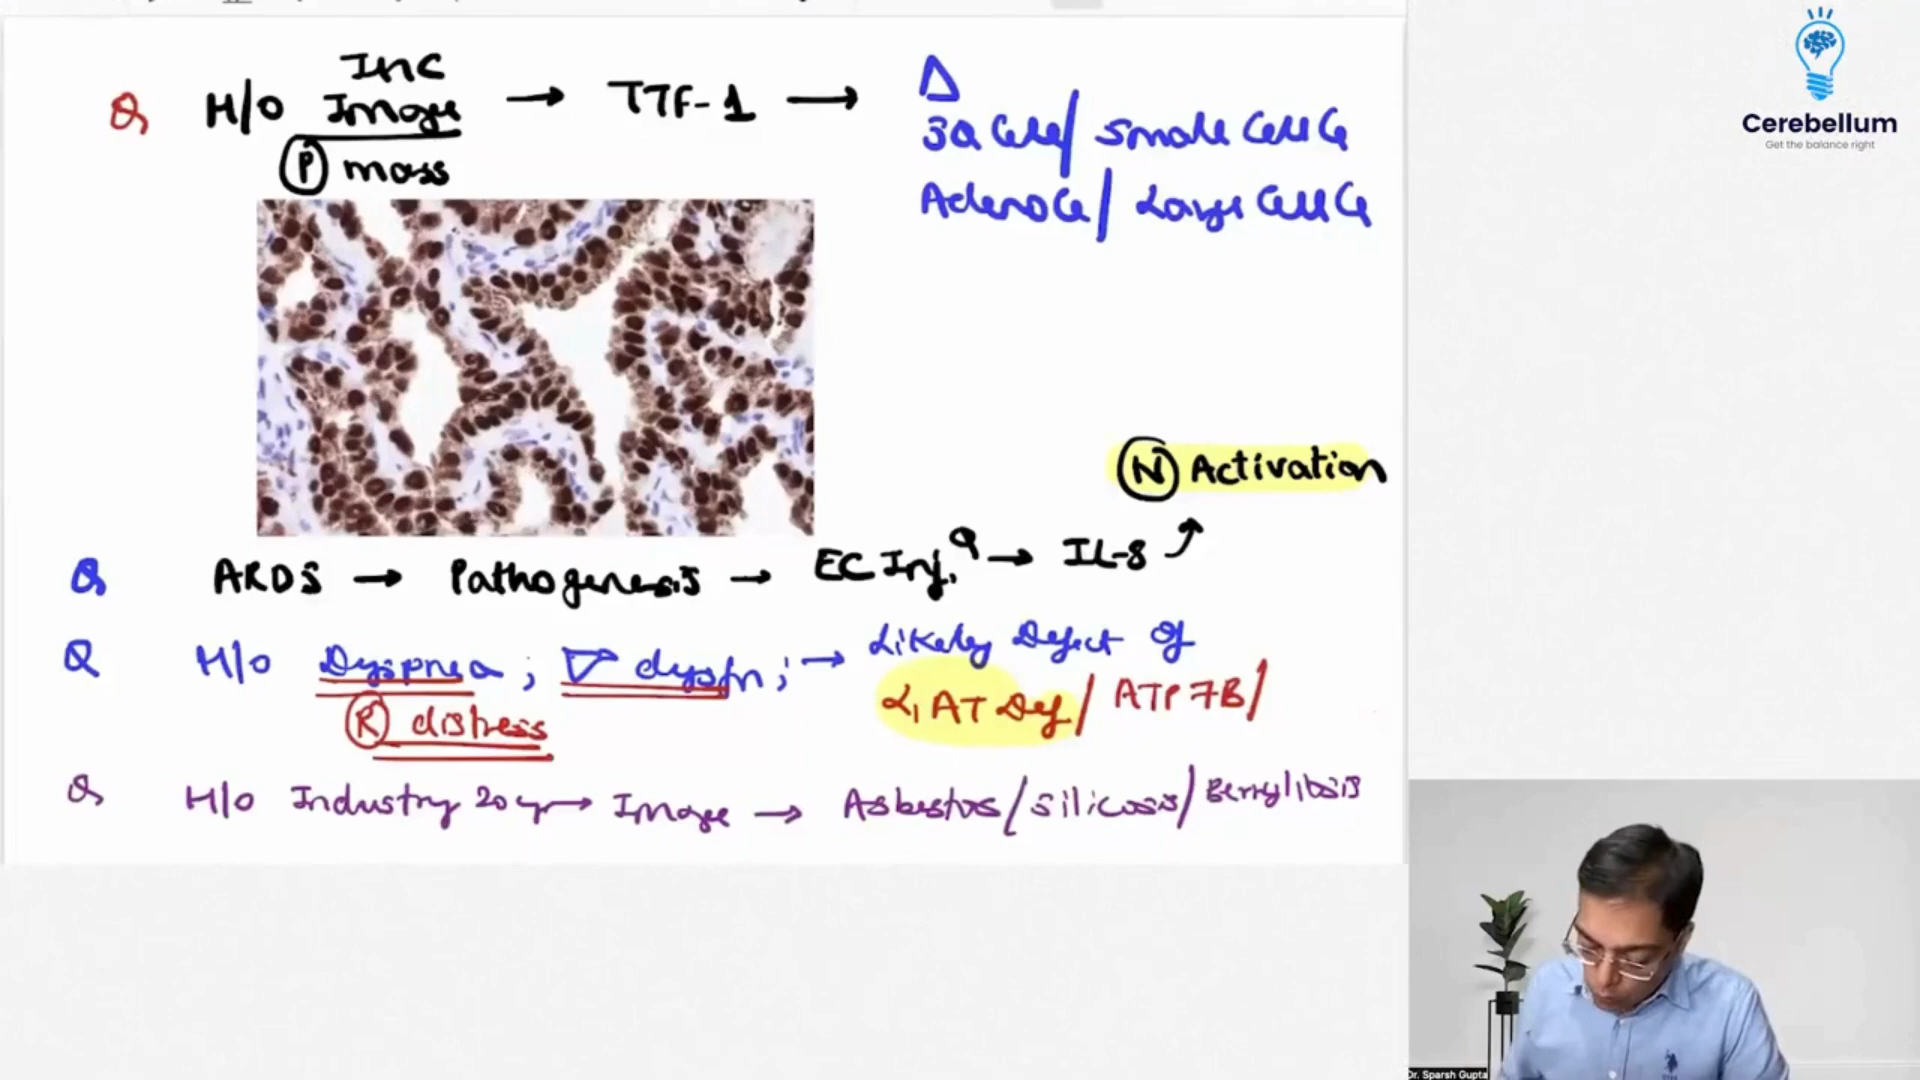 IHC
Q H/O Image → TTF-1 → Δ
P mass
Sq Cell / Small Cell Ca
Adeno Ca / Large Cell Ca
N Activation
Q ARDS → Pathogenesis → EC Inj. Q → IL-8
Q H/O Dyspnea ; dysfn ; → Likely Defect of
R distress
α1 AT Def / ATP7B /
Q H/O Industry 20 yr → Image → Asbestos / Silicosis / Berryliosis
Cerebellum
Get the balance right
Dr. Sparsh Gupta